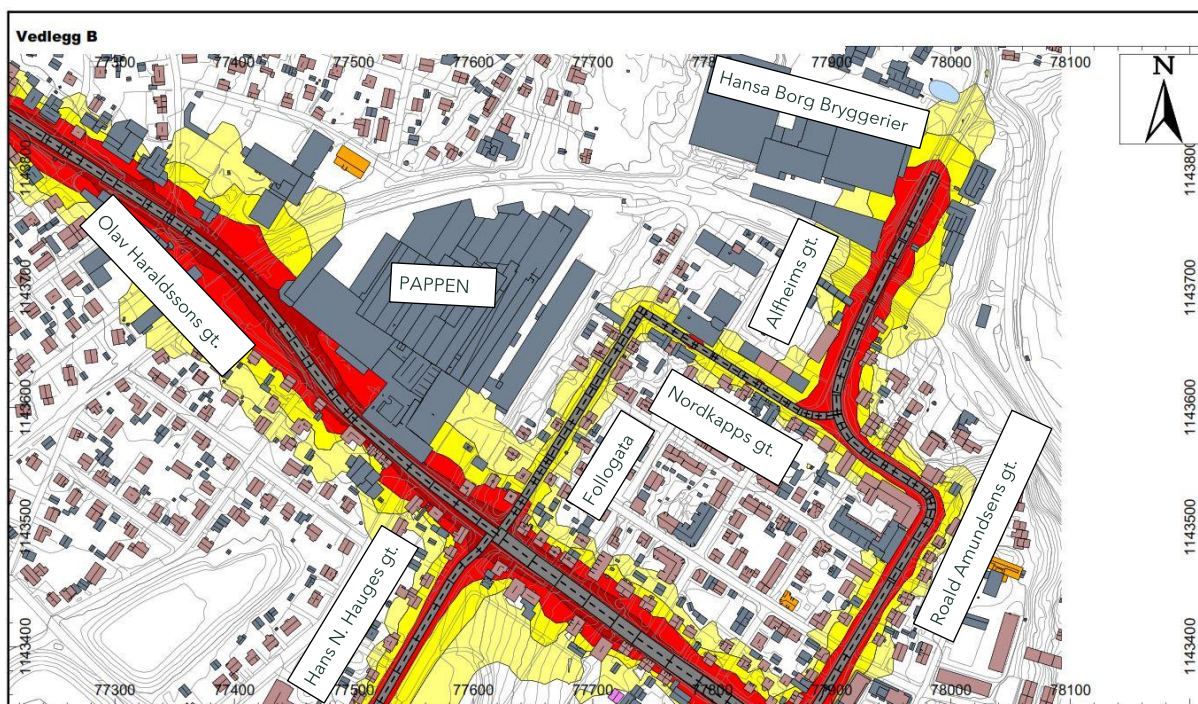 Vedlegg B
77300 77400 77500 77600 77700 77800 77900 78000 78100
N
Hansa Borg Bryggerier
1143800
1143800
Olav Haraldssons gt.
PAPPEN
Alfheims gt.
1143700
1143700
1143600
1143600
Nordkapps gt.
Follogata
Roald Amundsens gt.
1143500
1143500
Hans N. Hauges gt.
1143400
1143400
77300 77400 77500 77600 77700 77800 77900 78000 78100